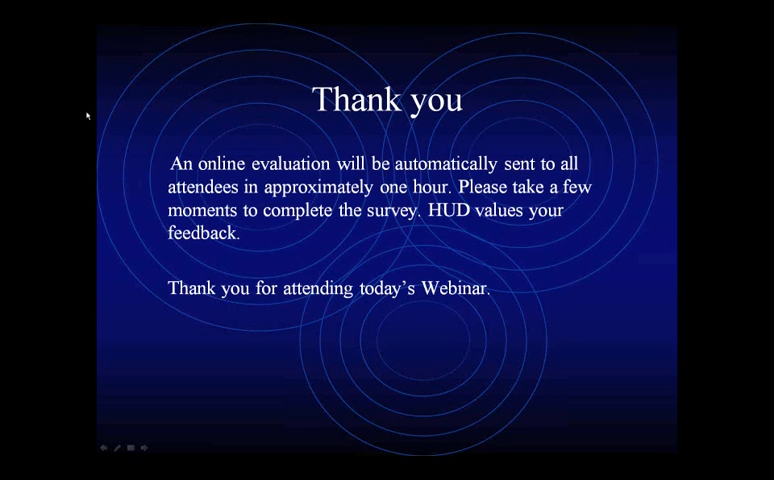 Thank you
An online evaluation will be automatically sent to all
attendees in approximately one hour. Please take a few
moments to complete the survey. HUD values your
feedback.
Thank you for attending today’s Webinar.